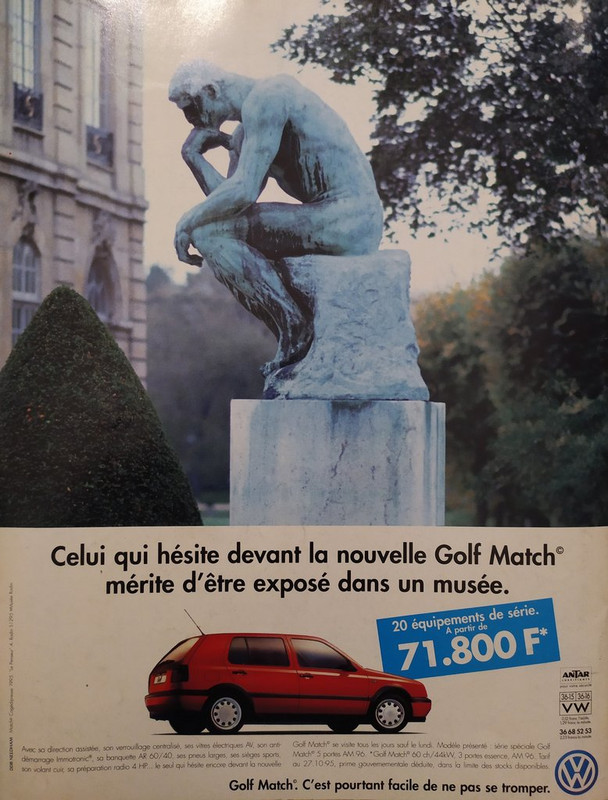 Celui qui hésite devant la nouvelle Golf Match©
mérite d'être exposé dans un musée.
20 équipements de série.
A partir de
71.800 F*
ANTAR
36-15 36-16
VW
36 68 52 53
Avec sa direction assistée, son verrouillage centralisé, ses vitres électriques AV, son anti-
démarrage Immotronic®, sa banquette AR 60/40, ses pneus larges, ses sièges sports,
son volant cuir, sa préparation radio 4 HP... le seul qui hésite encore devant la nouvelle
Golf Match® se visite tous les jours sauf le lundi. Modèle présenté : série spéciale Golf
Match® 5 portes AM 96. *Golf Match® 60 ch/44kW, 3 portes essence, AM 96. Tarif
au 27.10.95, prime gouvernementale déduite, dans la limite des stocks disponibles.
Golf Match©. C'est pourtant facile de ne pas se tromper.
DDB NEEDHAM